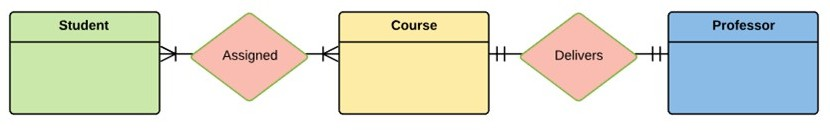 Student
Assigned
Course
Delivers
Professor